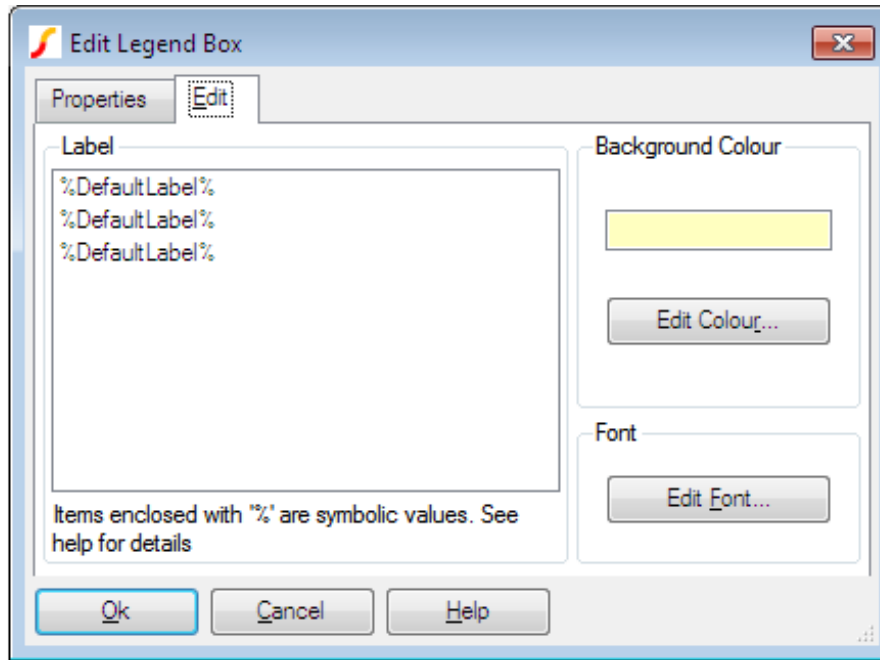 Edit Legend Box
Properties
Edit
Label
%DefaultLabel%
%DefaultLabel%
%DefaultLabel%
Items enclosed with '%' are symbolic values. See
help for details
Background Colour
Edit Colour...
Font
Edit Font...
Ok
Cancel
Help